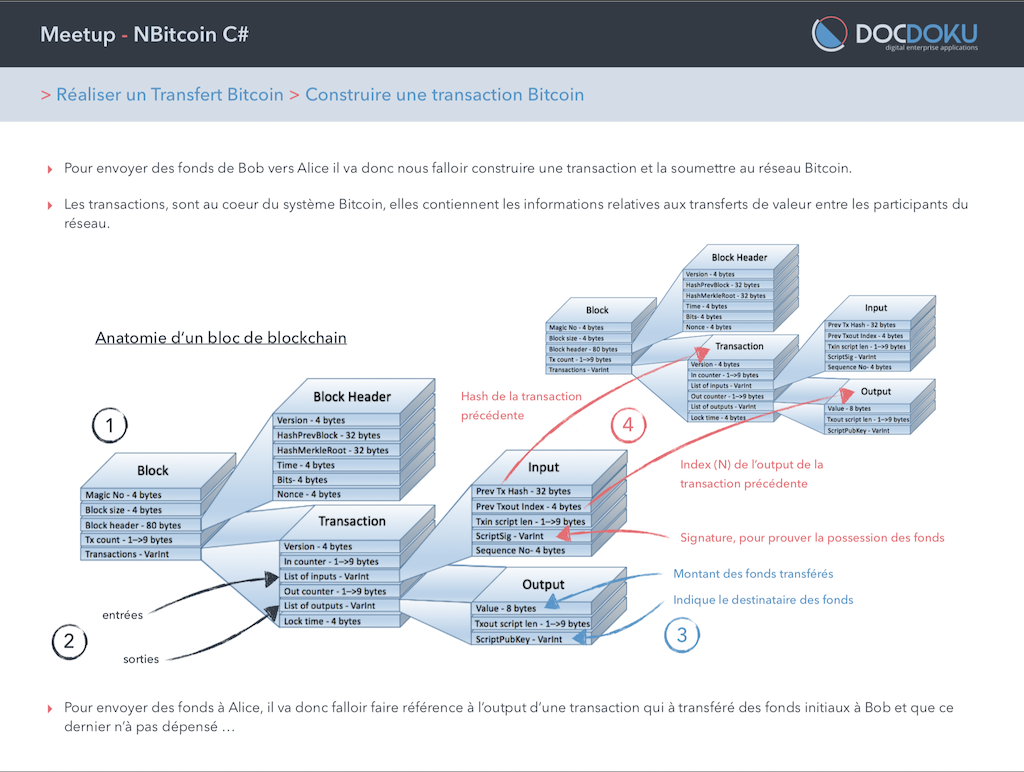 Meetup - NBitcoin C#
DOCDOKU
digital enterprise applications
> Réaliser un Transfert Bitcoin > Construire une transaction Bitcoin
Pour envoyer des fonds de Bob vers Alice il va donc nous falloir construire une transaction et la soumettre au réseau Bitcoin.
Les transactions, sont au coeur du système Bitcoin, elles contiennent les informations relatives aux transferts de valeur entre les participants du
réseau.
Block Header
Version - 4 bytes
HashPrevBlock - 32 bytes
HashMerkleRoot - 32 bytes
Time - 4 bytes
Bits- 4 bytes
Nonce - 4 bytes
Block
Magic No - 4 bytes
Block size - 4 bytes
Block header - 80 bytes
Tx count - 1-->9 bytes
Transactions - VarInt
Input
Prev Tx Hash - 32 bytes
Prev Txout Index - 4 bytes
Txin script len - 1-->9 bytes
ScriptSig - VarInt
Sequence No- 4 bytes
Transaction
Version - 4 bytes
In counter - 1-->9 bytes
List of inputs - VarInt
Out counter - 1-->9 bytes
List of outputs - VarInt
Lock time - 4 bytes
Output
Value - 8 bytes
Txout script len - 1-->9 bytes
ScriptPubKey - VarInt
Anatomie d'un bloc de blockchain
1
Block Header
Version - 4 bytes
HashPrevBlock - 32 bytes
HashMerkleRoot - 32 bytes
Time - 4 bytes
Bits- 4 bytes
Nonce - 4 bytes
Hash de la transaction
précédente
4
Block
Magic No - 4 bytes
Block size - 4 bytes
Block header - 80 bytes
Tx count - 1-->9 bytes
Transactions - VarInt
Input
Prev Tx Hash - 32 bytes
Prev Txout Index - 4 bytes
Txin script len - 1-->9 bytes
ScriptSig - VarInt
Sequence No- 4 bytes
Index (N) de l'output de la
transaction précédente
Signature, pour prouver la possession des fonds
Transaction
Version - 4 bytes
In counter - 1-->9 bytes
List of inputs - VarInt
Out counter - 1-->9 bytes
List of outputs - VarInt
Lock time - 4 bytes
Output
Value - 8 bytes
Txout script len - 1-->9 bytes
ScriptPubKey - VarInt
Montant des fonds transférés
Indique le destinataire des fonds
3
entrées
2
sorties
Pour envoyer des fonds à Alice, il va donc falloir faire référence à l'output d'une transaction qui à transféré des fonds initiaux à Bob et que ce
dernier n'à pas dépensé …